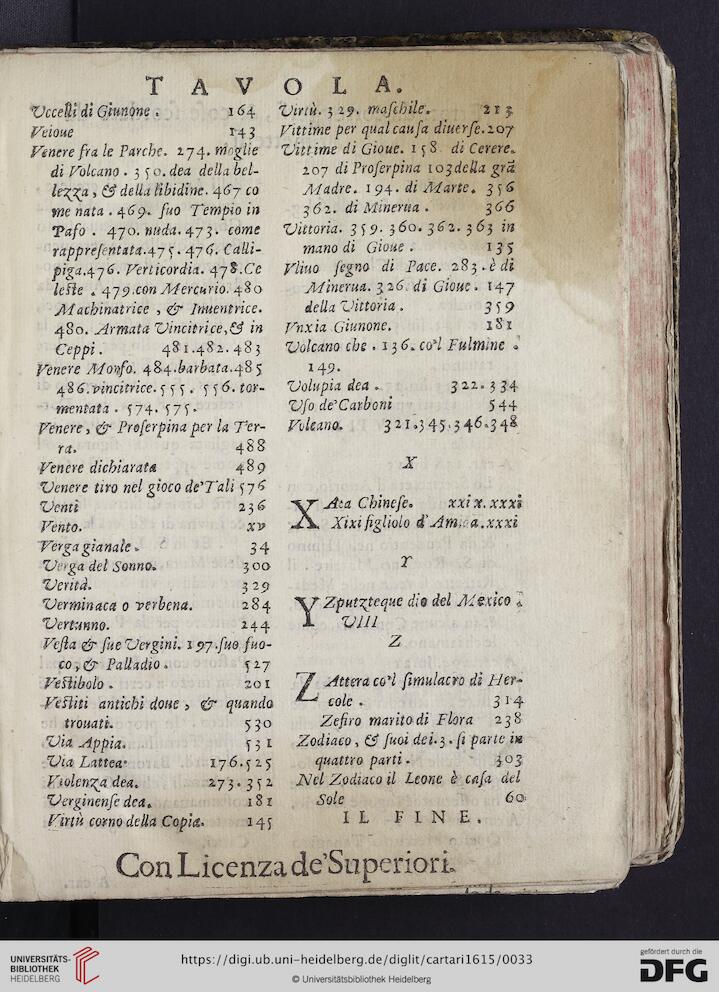 TAVOLA.
Vccelli di Giunone . 164
Veioue 143
Venere fra le Parche. 274. moglie
di Volcano . 350. dea della bel-
lezza, & della libidine. 467 co
me nata . 469. suo Tempio in
Pafo . 470. nuda. 473. come
rappresentata. 475. 476. Calli-
piga. 476. Verticordia. 478. Ce
leste . 479. con Mercurio. 480
Machinatrice , & Inuentrice.
480. Armata Vincitrice, & in
Ceppi . 481. 482. 483
Venere Morfo. 484. barbata. 485
486. vincitrice. 555. 556. tor-
mentata . 574. 575.
Venere, & Proserpina per la Ter-
ra. 488
Venere dichiarata 489
Venere tiro nel gioco de' Tali 576
Venti 236
Vento. xv
Verga gianale. 34
Verga del Sonno. 300
Verità. 329
Verminaca o verbena. 284
Vertunno. 244
Vesta & sue Vergini. 197. suo fuo-
co, & Palladio . 527
Vestibolo . 201
Vestiti antichi doue , & quando
trouati. 530
Via Appia. 531
Via Lattea. 176. 525
Violenza dea. 273. 352
Verginense dea. 181
Virtù corno della Copia. 145
Virtù. 329. maschile. 213
Vittime per qual causa diuerse. 207
Vittime di Gioue. 158. di Cerere.
207 di Proserpina 103 della grã
Madre. 194. di Marte. 356
362. di Minerua . 366
Vittoria. 359. 360. 362. 363 in
mano di Gioue . 135
Vliuo segno di Pace. 283. è di
Minerua. 326. di Gioue. 147
della Vittoria . 359
Vnxia Giunone. 181
Volcano che . 136. co'l Fulmine .
149.
Volupia dea . 322. 334
Vso de' Carboni 544
Vulcano. 321. 345. 346. 348
X
XAca Chinese. xxix. xxxi
Xixi figliolo d' . xxxi
Y
YZputzteque dio del Mexico .
VIII
Z
ZAttera co'l simulacro di Her-
cole . 314
Zefiro marito di Flora 238
Zodiaco, & suoi dei. 3. si parte in
quattro parti . 303
Nel Zodiaco il Leone è casa del
Sole 60
IL FINE.
Con Licenza de' Superiori.
UNIVERSITÄTS-
BIBLIOTHEK
HEIDELBERG
https://digi.ub.uni-heidelberg.de/diglit/cartari1615/0033
© Universitätsbibliothek Heidelberg
gefördert durch die
DFG